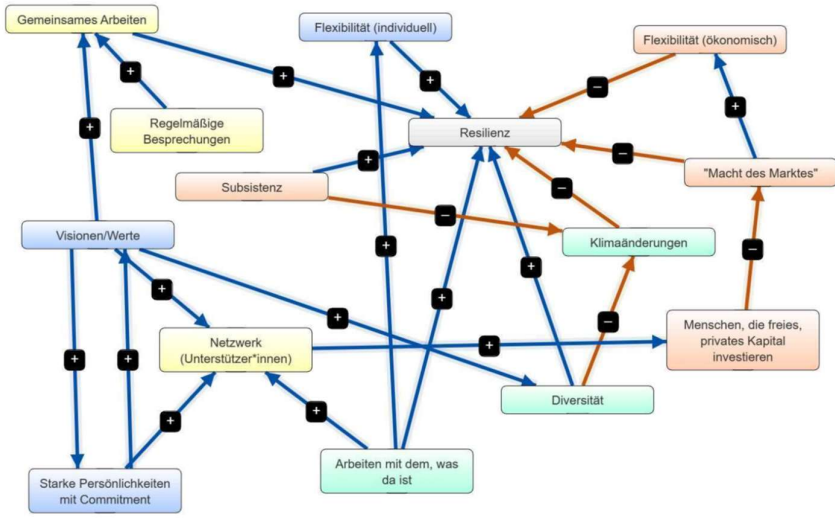 Gemeinsames Arbeiten
Flexibilität (individuell)
Flexibilität (ökonomisch)
+
+
+
−
+
+
Regelmäßige
Besprechungen
Resilienz
+
−
"Macht des Marktes"
Subsistenz
−
−
Visionen/Werte
Klimaänderungen
+
+
−
+
+
+
−
Menschen, die freies,
privates Kapital
investieren
Netzwerk
(Unterstützer*innen)
+
+
+
Diversität
+
+
Arbeiten mit dem, was
da ist
Starke Persönlichkeiten
mit Commitment